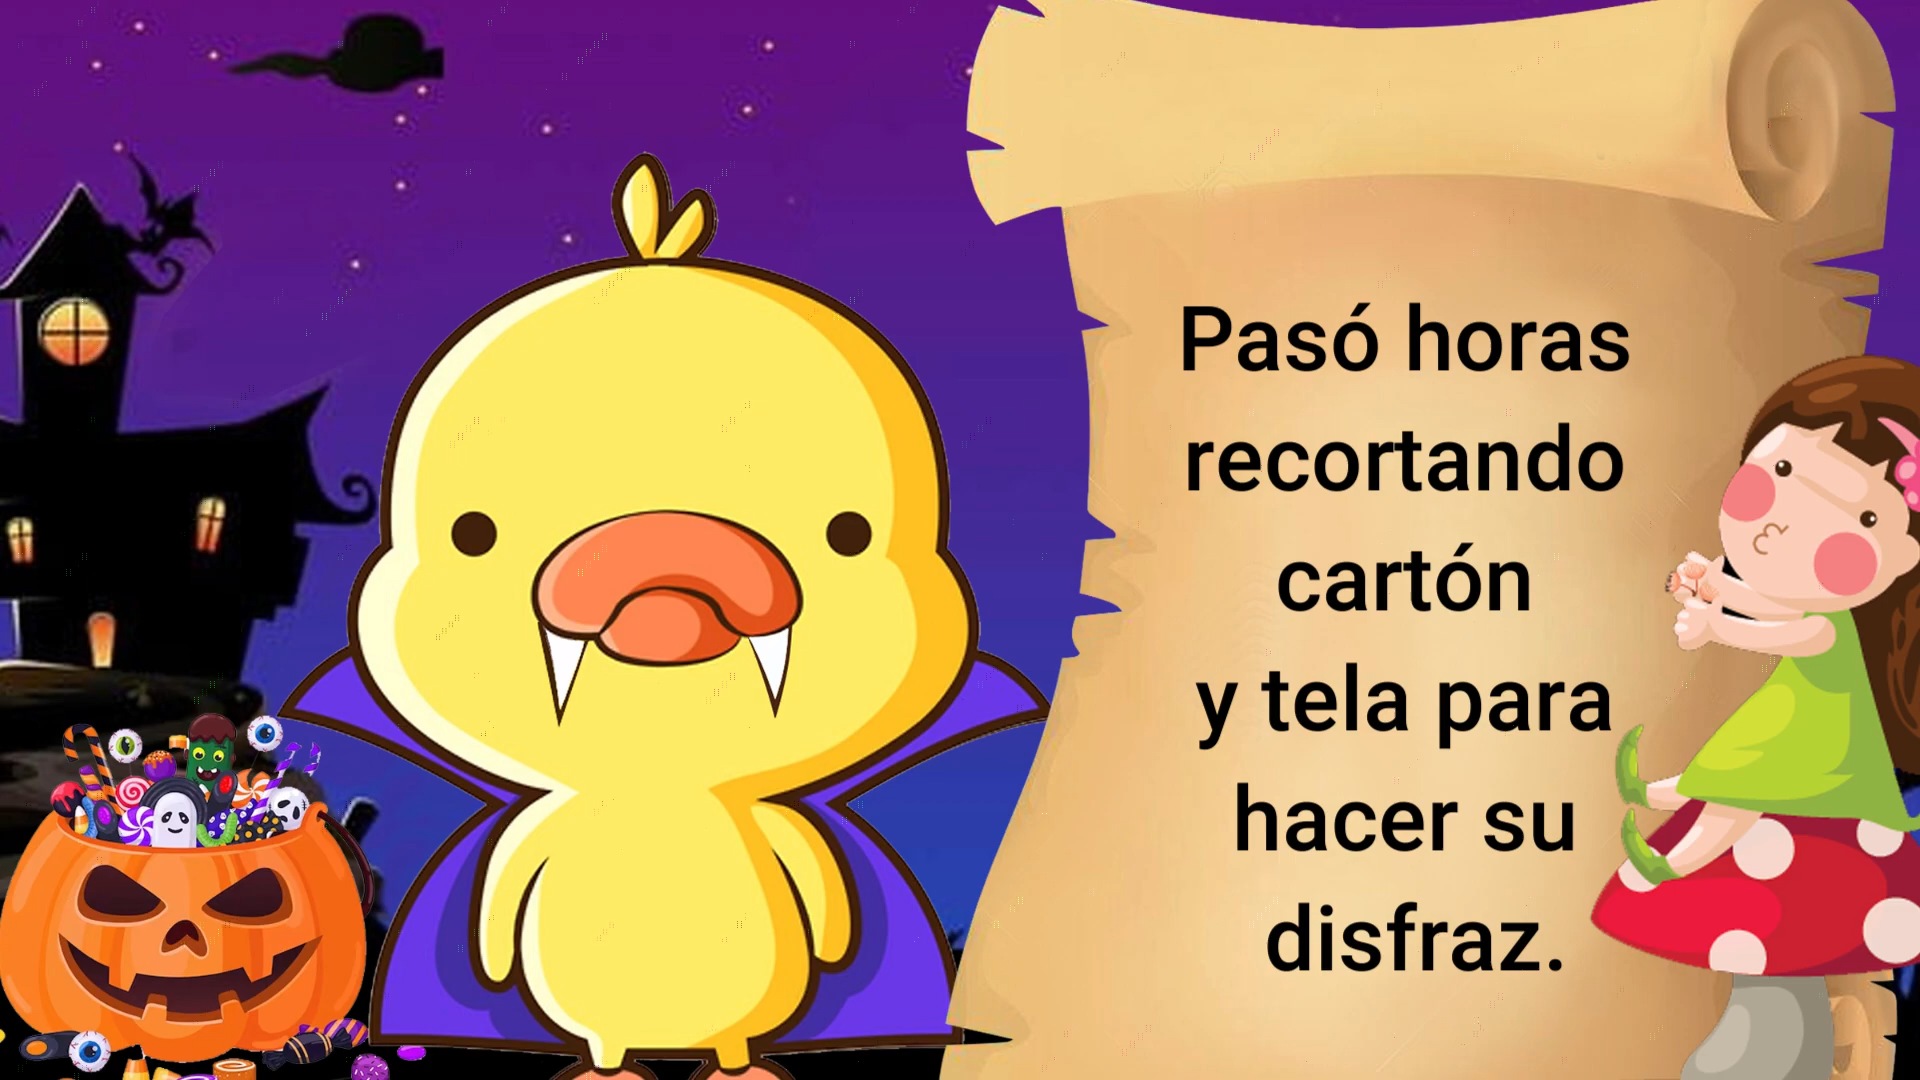 Pasó horas
recortando
cartón
y tela para
hacer su
disfraz.